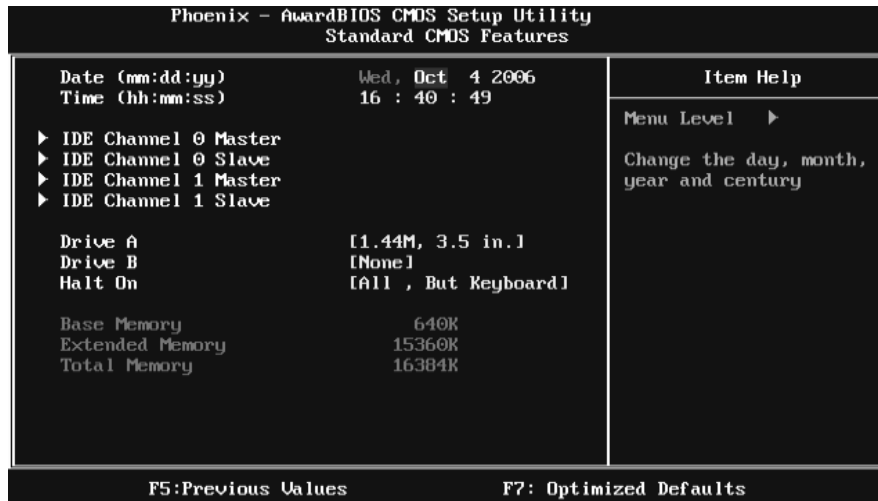 Phoenix - AwardBIOS CMOS Setup Utility
Standard CMOS Features
Date (mm:dd:yy) Wed, Oct 4 2006
Time (hh:mm:ss) 16 : 40 : 49
IDE Channel 0 Master
IDE Channel 0 Slave
IDE Channel 1 Master
IDE Channel 1 Slave
Drive A [1.44M, 3.5 in.]
Drive B [None]
Halt On [All , But Keyboard]
Base Memory 640K
Extended Memory 15360K
Total Memory 16384K
Item Help
Menu Level
Change the day, month,
year and century
F5:Previous Values F7: Optimized Defaults